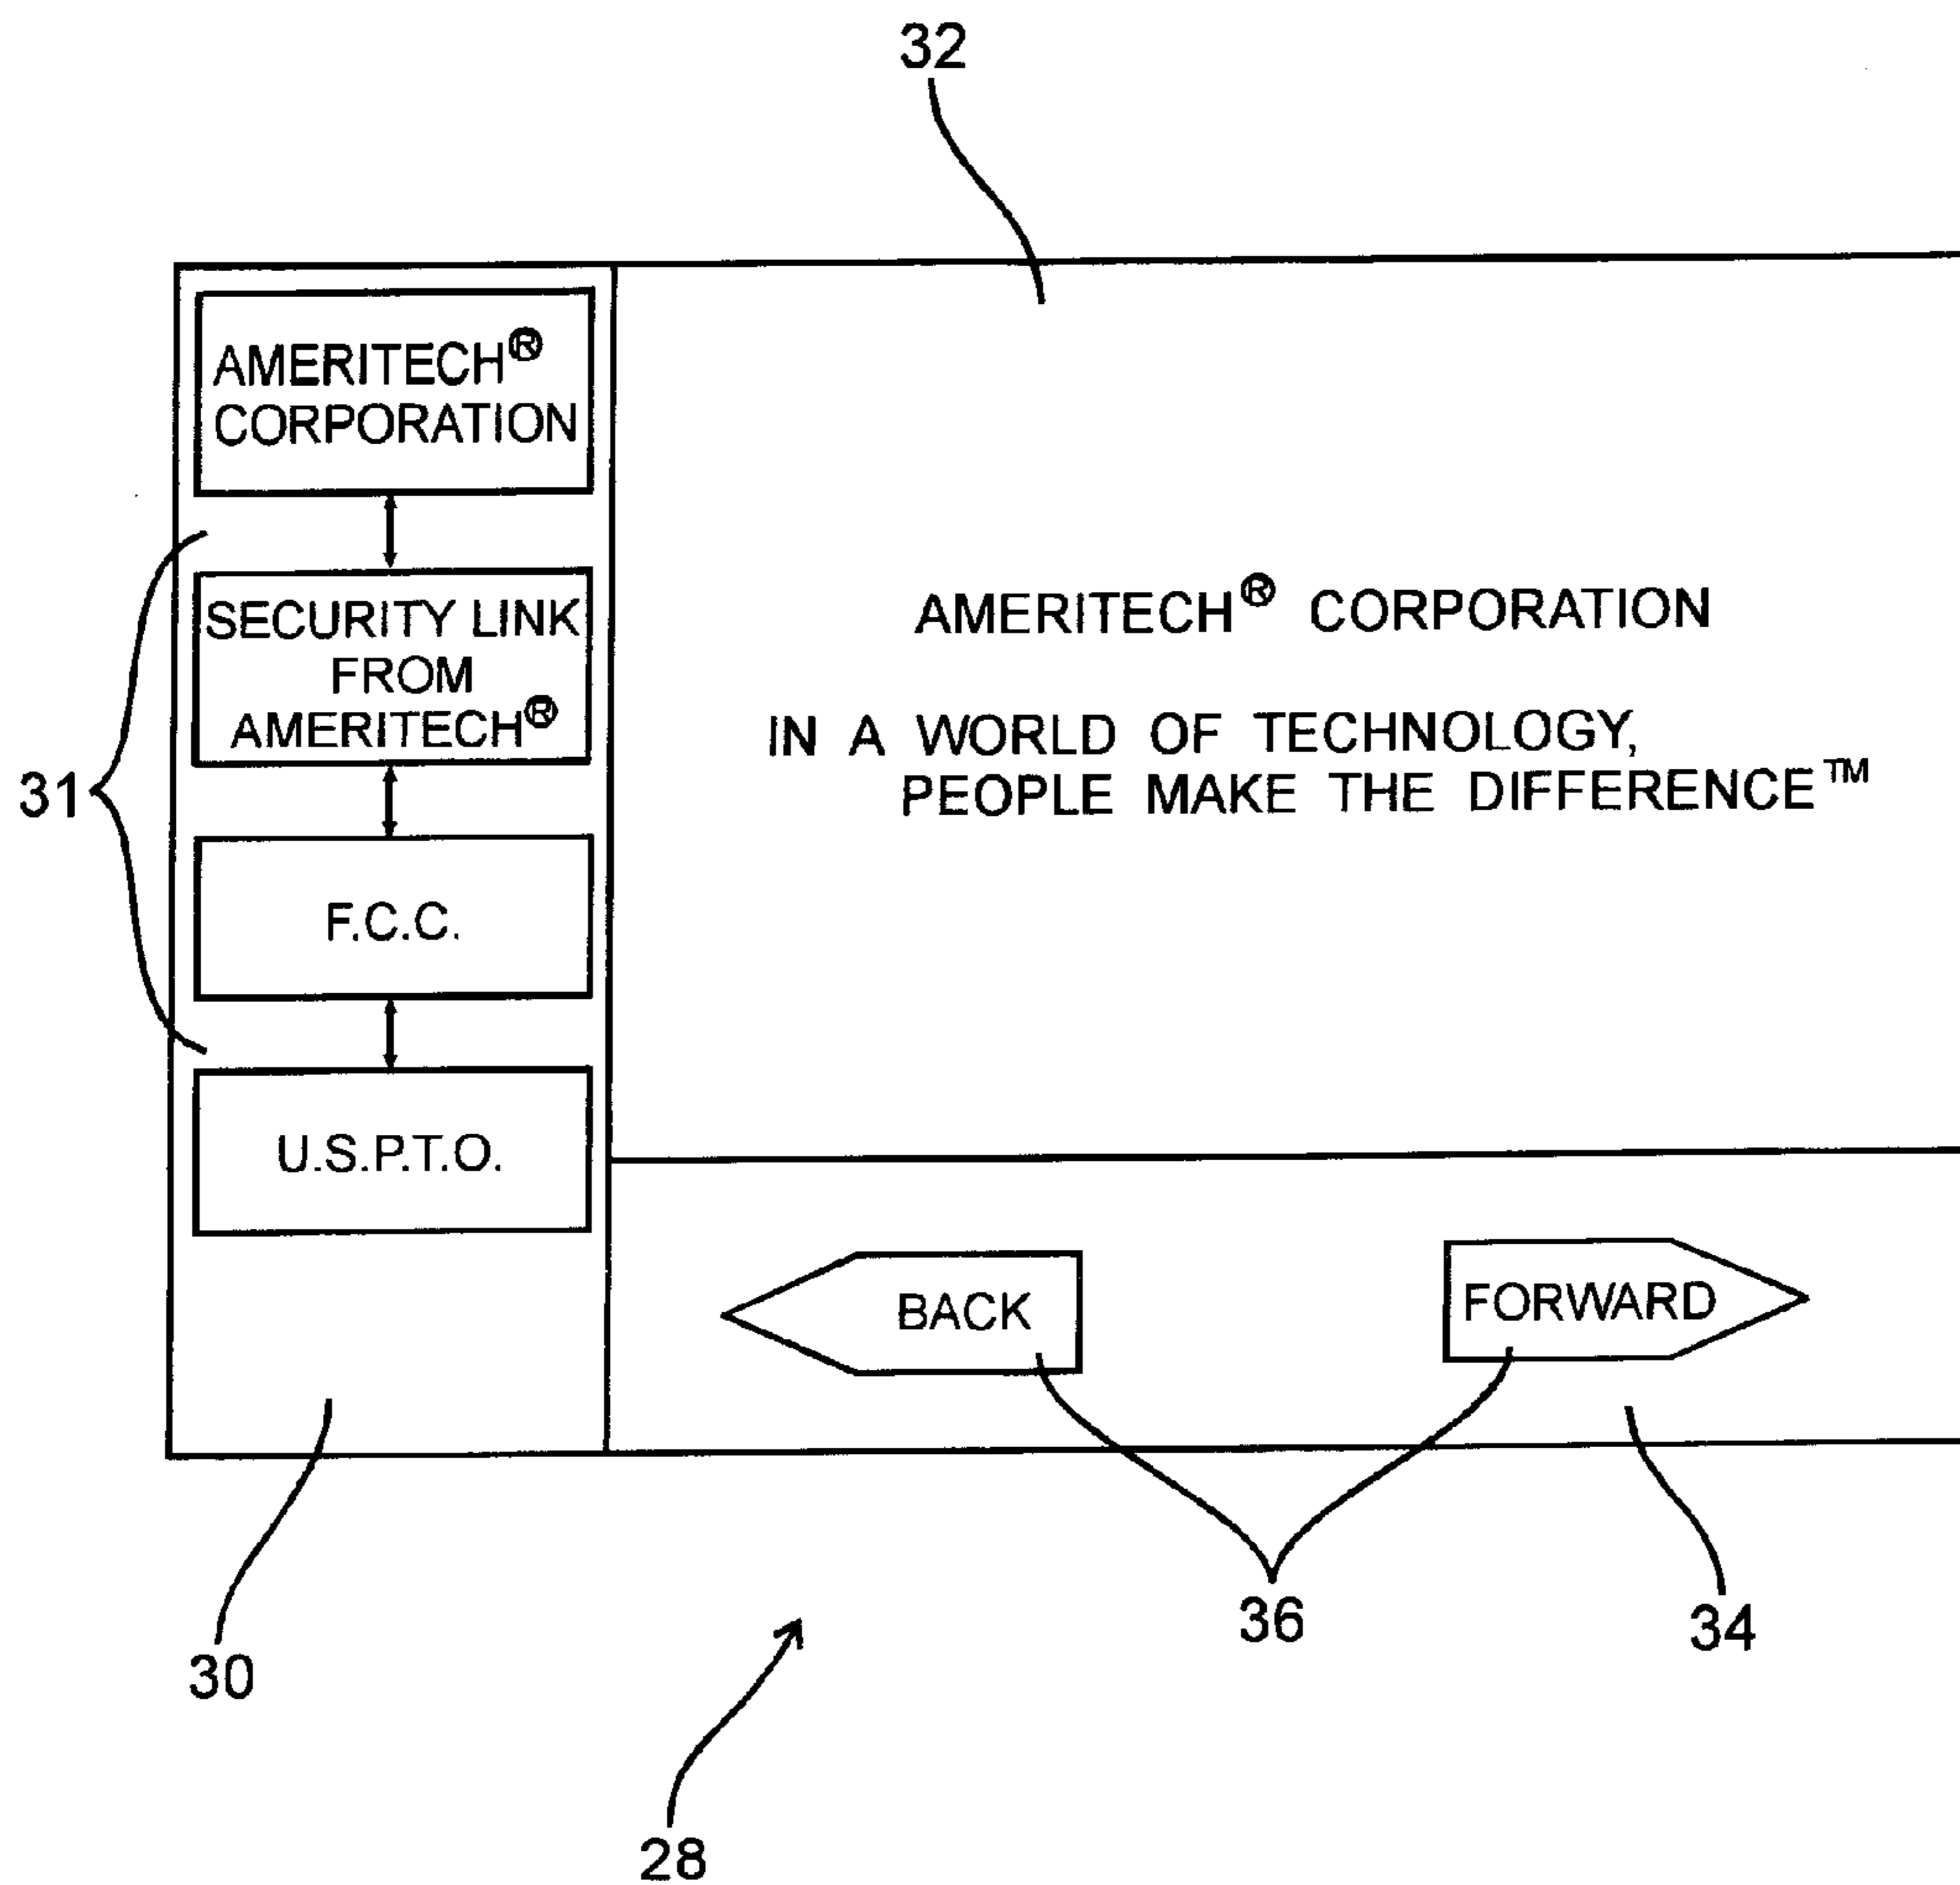 32
AMERITECH®
CORPORATION
SECURITY LINK
FROM
AMERITECH®
31
F.C.C.
U.S.P.T.O.
AMERITECH® CORPORATION
IN A WORLD OF TECHNOLOGY,
PEOPLE MAKE THE DIFFERENCE™
BACK
FORWARD
30
36
34
28